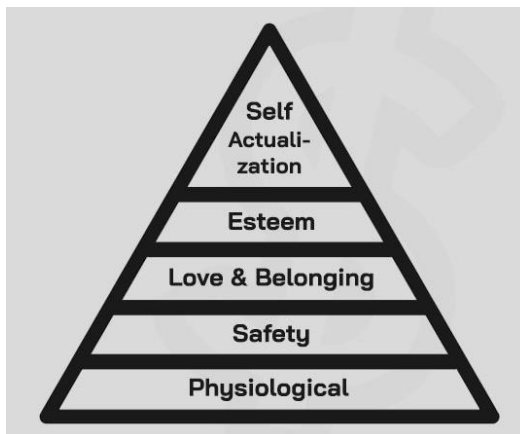 Self
Actuali-
zation
Esteem
Love & Belonging
Safety
Physiological